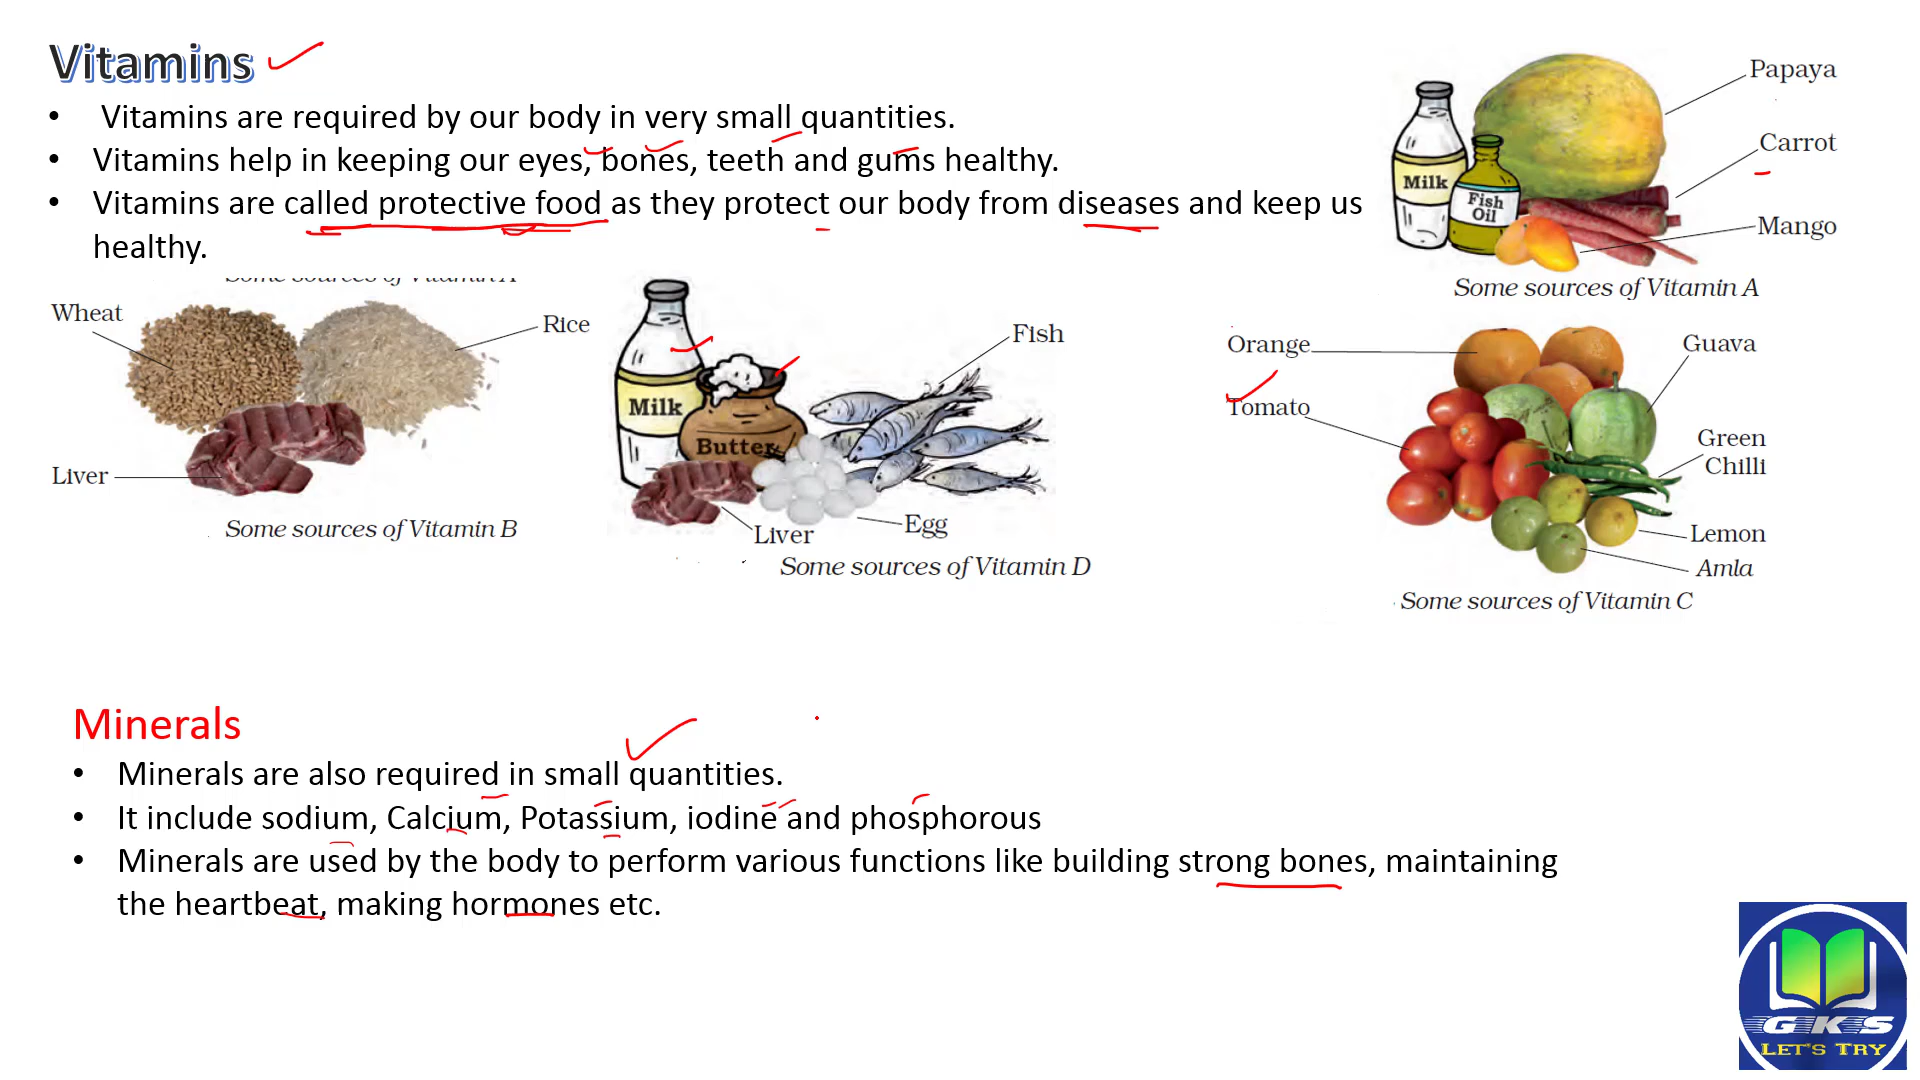 Vitamins
• Vitamins are required by our body in very small quantities.
• Vitamins help in keeping our eyes, bones, teeth and gums healthy.
• Vitamins are called protective food as they protect our body from diseases and keep us
healthy.
Papaya
Carrot
Mango
Milk
Fish
Oil
Some sources of Vitamin A
Some sources of Vitamin A
Wheat
Rice
Liver
Some sources of Vitamin B
Fish
Milk
Butter
Liver
Egg
Some sources of Vitamin D
Orange
Guava
Tomato
Green
Chilli
Lemon
Amla
Some sources of Vitamin C
Minerals
• Minerals are also required in small quantities.
• It include sodium, Calcium, Potassium, iodine and phosphorous
• Minerals are used by the body to perform various functions like building strong bones, maintaining
the heartbeat, making hormones etc.
GKS
LET'S TRY